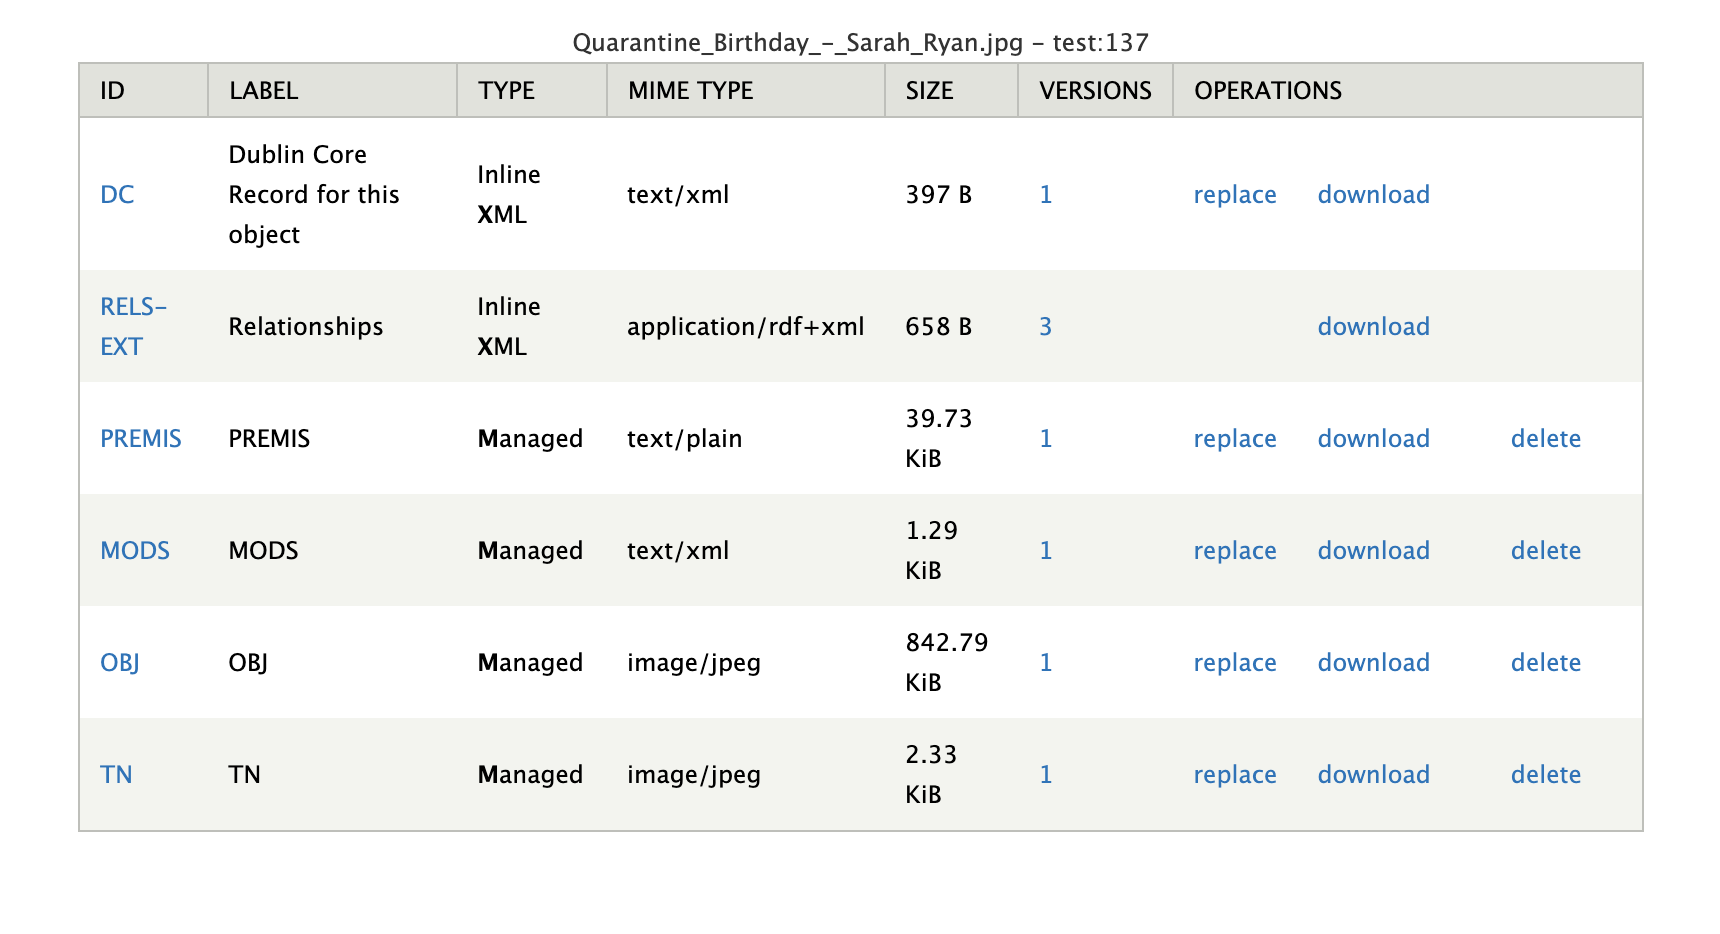 Quarantine_Birthday_-_Sarah_Ryan.jpg - test:137
ID LABEL TYPE MIME TYPE SIZE VERSIONS OPERATIONS
DC Dublin Core Record for this object Inline XML text/xml 397 B 1 replace download
RELS-EXT Relationships Inline XML application/rdf+xml 658 B 3 download
PREMIS PREMIS Managed text/plain 39.73 KiB 1 replace download delete
MODS MODS Managed text/xml 1.29 KiB 1 replace download delete
OBJ OBJ Managed image/jpeg 842.79 KiB 1 replace download delete
TN TN Managed image/jpeg 2.33 KiB 1 replace download delete